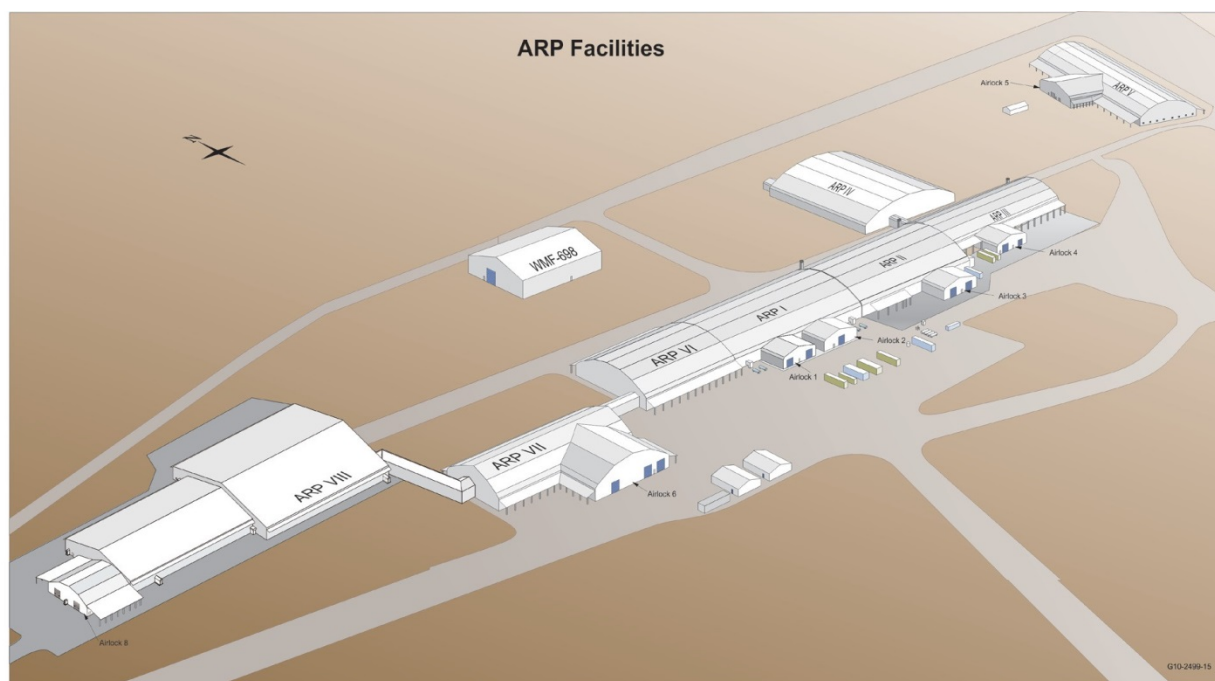 ARP Facilities
Airlock 5
ARP V
N
ARP IV
ARP III
WMF-698
Airlock 4
ARP II
Airlock 3
ARP I
Airlock 2
ARP VI
Airlock 1
ARP VII
Airlock 6
ARP VIII
Airlock 8
G10-2499-15